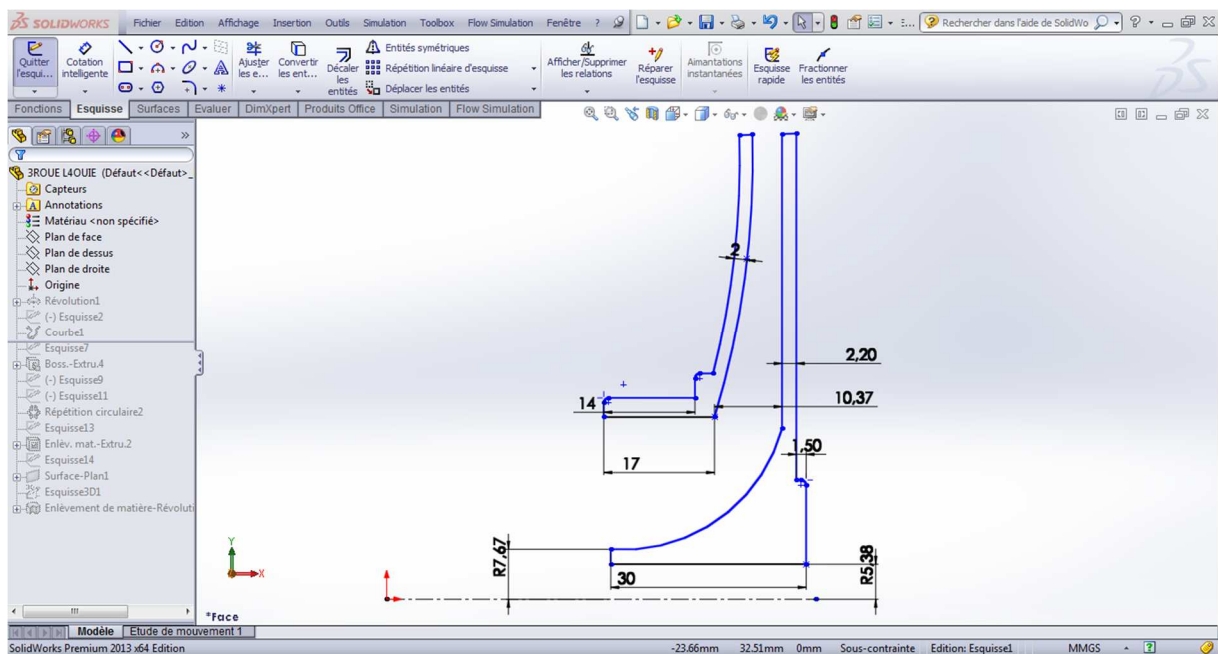 SOLIDWORKS Fichier Edition Affichage Insertion Outils Simulation Toolbox Flow Simulation Fenêtre ? Rechercher dans l'aide de SolidWo
Quitter l'esqui... Cotation intelligente Ajuster les e... Convertir les ent... Décaler les entités Entités symétriques
Répétition linéaire d'esquisse
Déplacer les entités
Afficher/Supprimer les relations Réparer l'esquisse Aimantations instantanées Esquisse rapide Fractionner les entités
Fonctions Esquisse Surfaces Evaluer DimXpert Produits Office Simulation Flow Simulation
3ROUE L4OUIE (Défaut<<Défaut>_
Capteurs
Annotations
Matériau <non spécifié>
Plan de face
Plan de dessus
Plan de droite
Origine
Révolution1
(-) Esquisse2
Courbe1
Esquisse7
Boss.-Extru.4
(-) Esquisse9
(-) Esquisse11
Répétition circulaire2
Esquisse13
Enlèv. mat.-Extru.2
Esquisse14
Surface-Plan1
Esquisse3D1
Enlèvement de matière-Révoluti
2
2,20
10,37
14
1,50
17
R7,67
R5,38
30
Y
X
*Face
Modèle Etude de mouvement 1
SolidWorks Premium 2013 x64 Edition -23.66mm 32.51mm 0mm Sous-contrainte Edition: Esquisse1 MMGS